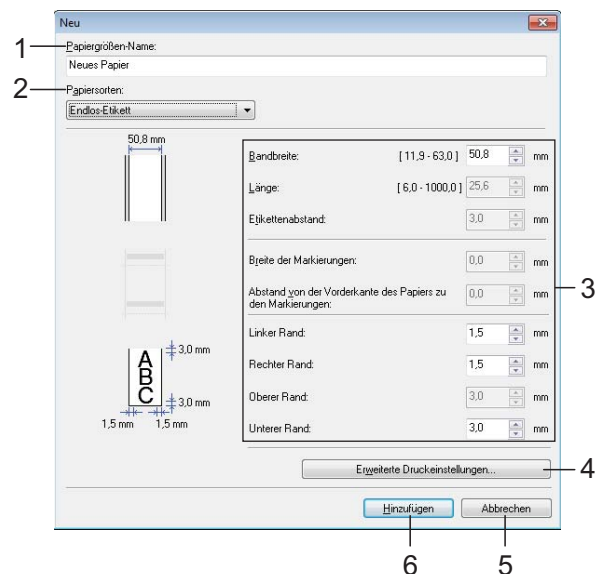 Neu
1
Papiergrößen-Name:
Neues Papier
2
Papiersorten:
Endlos-Etikett
50,8 mm
Bandbreite: [ 11,9 - 63,0 ] 50,8 mm
Länge: [ 6,0 - 1000,0 ] 25,6 mm
Etikettenabstand: 3,0 mm
Breite der Markierungen: 0,0 mm
Abstand von der Vorderkante des Papiers zu
den Markierungen: 0,0 mm
3
Linker Rand: 1,5 mm
Rechter Rand: 1,5 mm
Oberer Rand: 3,0 mm
Unterer Rand: 3,0 mm
A
B
C
3,0 mm
3,0 mm
1,5 mm 1,5 mm
Erweiterte Druckeinstellungen...
4
Hinzufügen Abbrechen
6 5